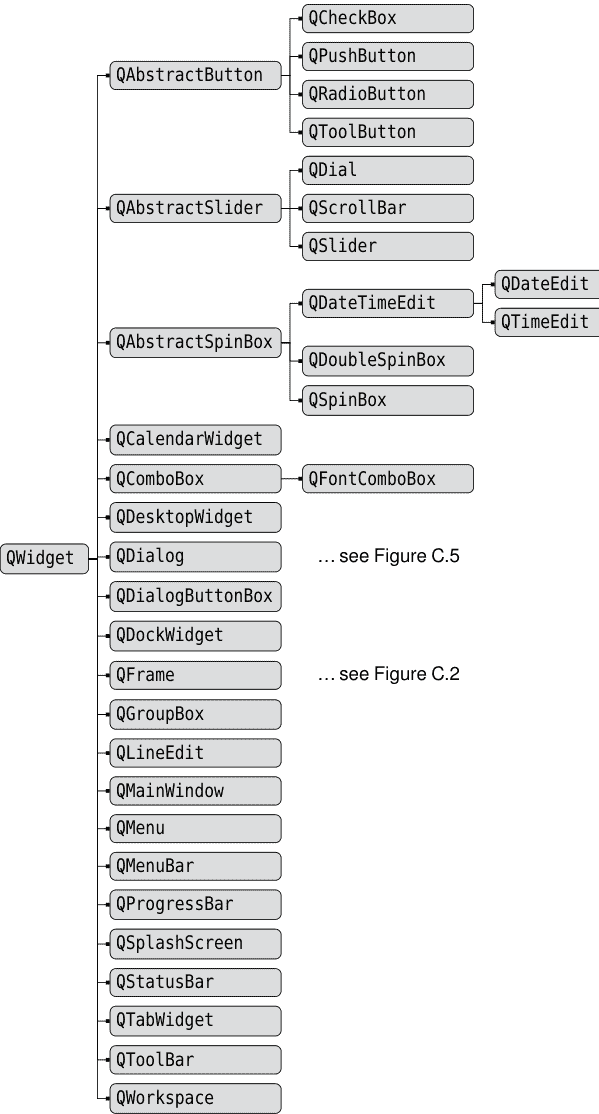 QCheckBox
QPushButton
QAbstractButton
QRadioButton
QToolButton
QDial
QAbstractSlider
QScrollBar
QSlider
QDateEdit
QDateTimeEdit
QTimeEdit
QAbstractSpinBox
QDoubleSpinBox
QSpinBox
QCalendarWidget
QComboBox
QFontComboBox
QDesktopWidget
QWidget
QDialog
... see Figure C.5
QDialogButtonBox
QDockWidget
QFrame
... see Figure C.2
QGroupBox
QLineEdit
QMainWindow
QMenu
QMenuBar
QProgressBar
QSplashScreen
QStatusBar
QTabWidget
QToolBar
QWorkspace